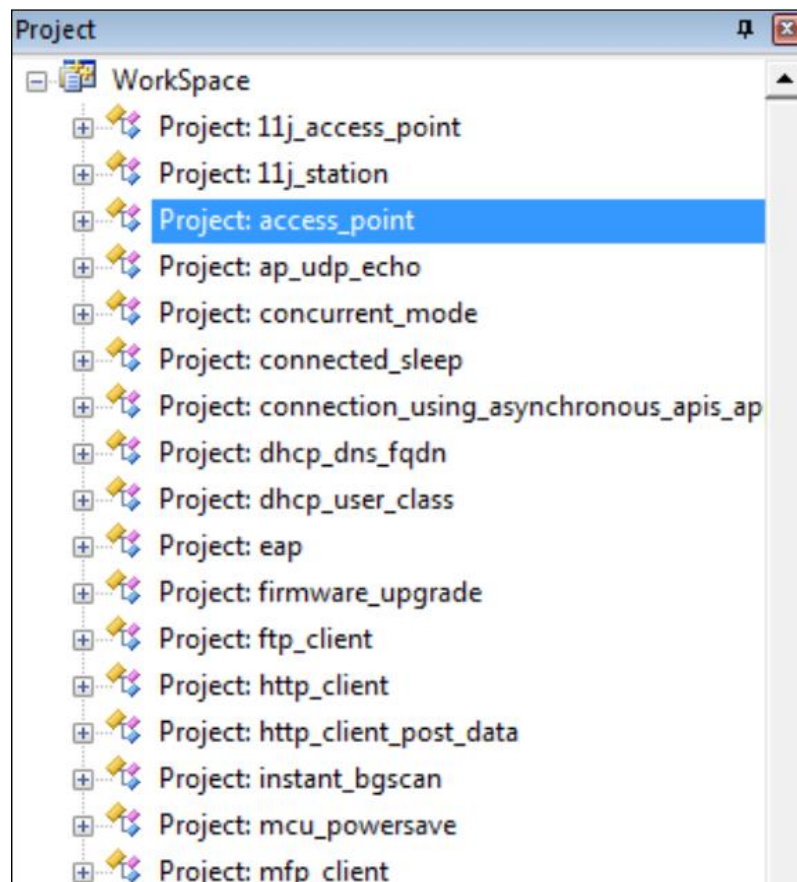 Project
WorkSpace
Project: 11j_access_point
Project: 11j_station
Project: access_point
Project: ap_udp_echo
Project: concurrent_mode
Project: connected_sleep
Project: connection_using_asynchronous_apis_ap
Project: dhcp_dns_fqdn
Project: dhcp_user_class
Project: eap
Project: firmware_upgrade
Project: ftp_client
Project: http_client
Project: http_client_post_data
Project: instant_bgscan
Project: mcu_powersave
Project: mfp_client